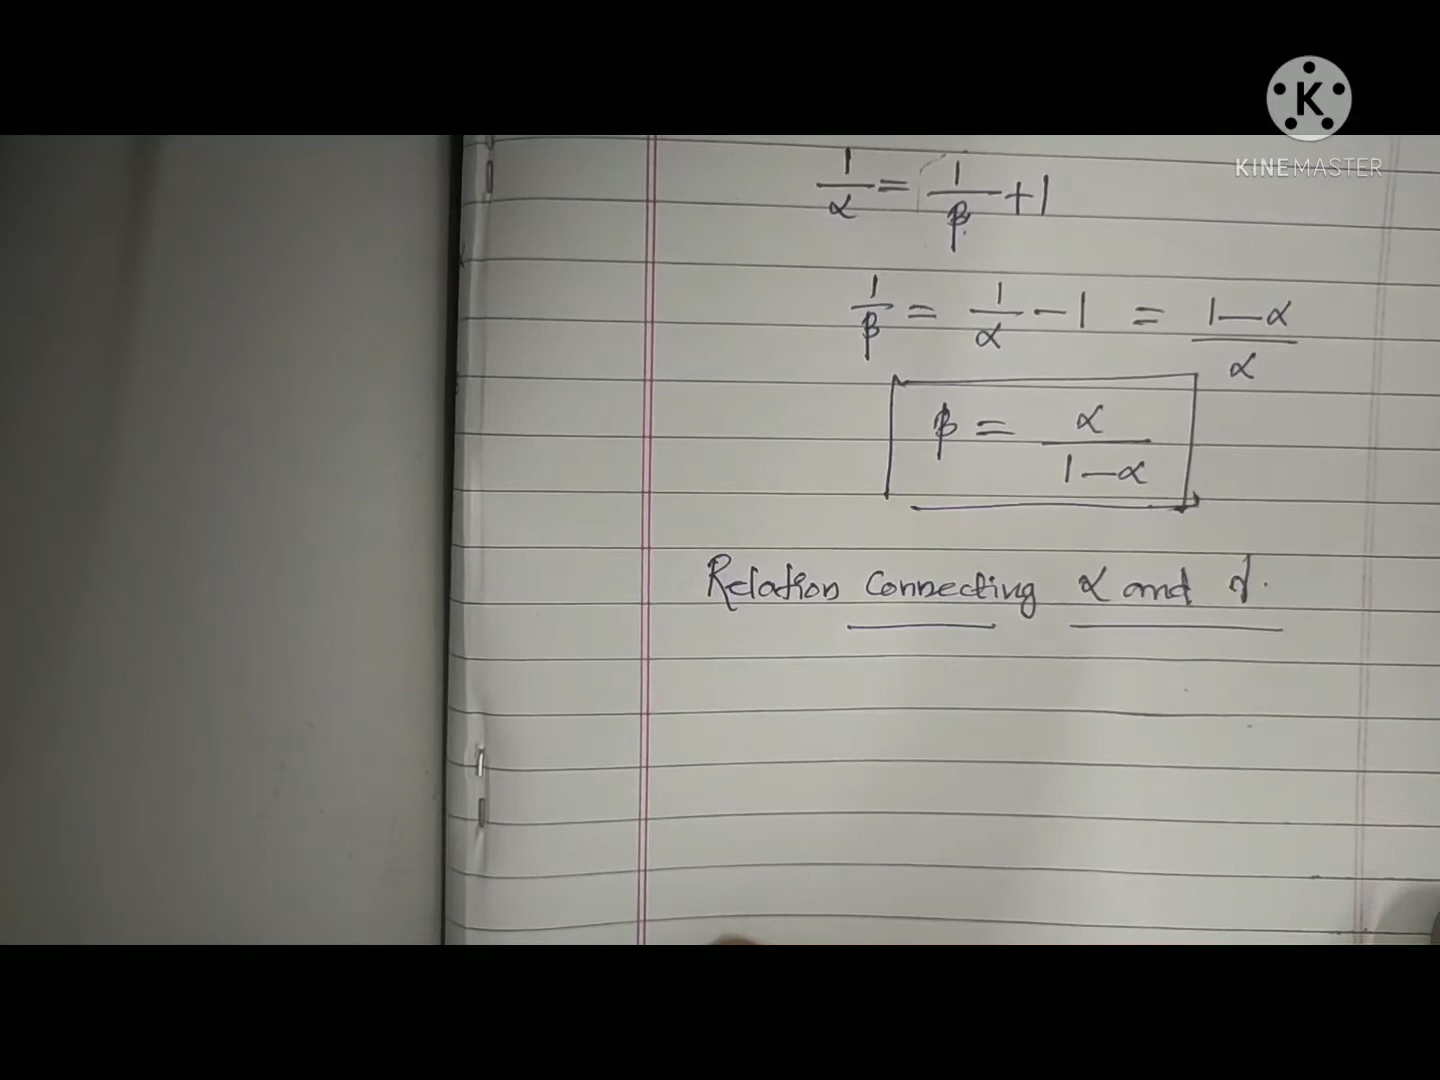 K
KINEMASTER
1/α = 1/β + 1
1/β = 1/α − 1 = 1−α/α
β = α/1−α
Relation Connecting α and γ.